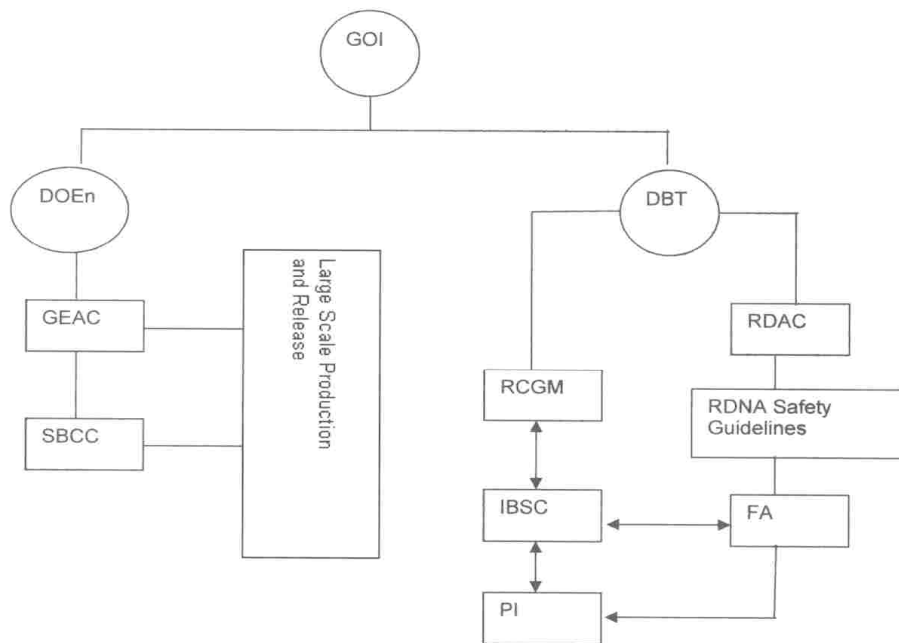 GOI
DOEn
DBT
Large Scale Production
and Release
GEAC
RDAC
RCGM
RDNA Safety
Guidelines
SBCC
IBSC
FA
PI